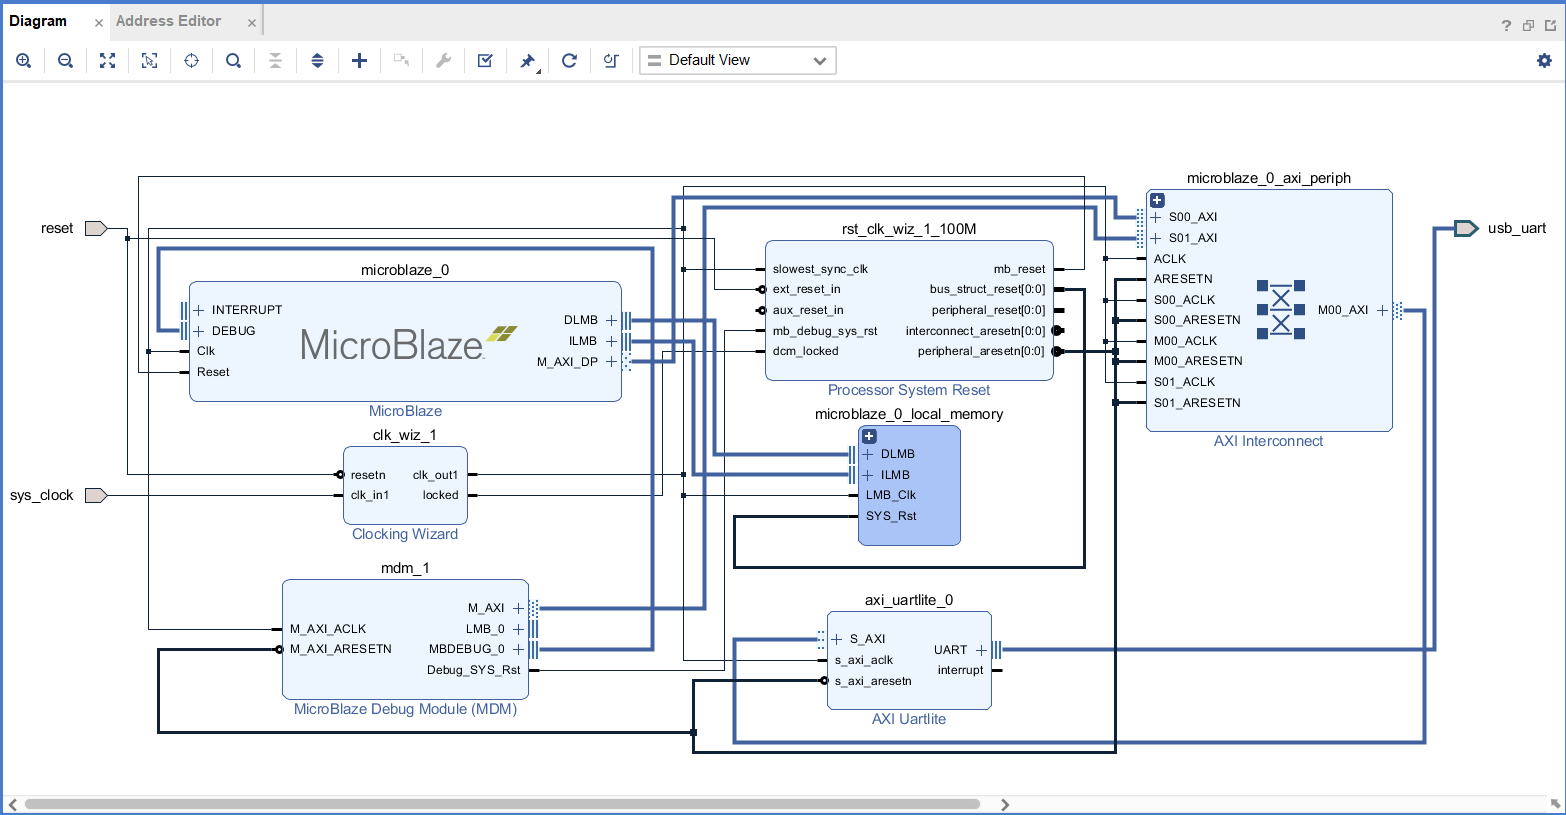 Diagram × Address Editor ×
? 
Default View
reset
sys_clock
microblaze_0
INTERRUPT
DEBUG
Clk
Reset
MicroBlaze
DLMB
ILMB
M_AXI_DP
MicroBlaze
clk_wiz_1
resetn
clk_in1
clk_out1
locked
Clocking Wizard
mdm_1
M_AXI_ACLK
M_AXI_ARESETN
M_AXI
LMB_0
MBDEBUG_0
Debug_SYS_Rst
MicroBlaze Debug Module (MDM)
rst_clk_wiz_1_100M
slowest_sync_clk
ext_reset_in
aux_reset_in
mb_debug_sys_rst
dcm_locked
mb_reset
bus_struct_reset[0:0]
peripheral_reset[0:0]
interconnect_aresetn[0:0]
peripheral_aresetn[0:0]
Processor System Reset
microblaze_0_local_memory
DLMB
ILMB
LMB_Clk
SYS_Rst
axi_uartlite_0
S_AXI
s_axi_aclk
s_axi_aresetn
UART
interrupt
AXI Uartlite
microblaze_0_axi_periph
S00_AXI
S01_AXI
ACLK
ARESETN
S00_ACLK
S00_ARESETN
M00_ACLK
M00_ARESETN
S01_ACLK
S01_ARESETN
M00_AXI
AXI Interconnect
usb_uart